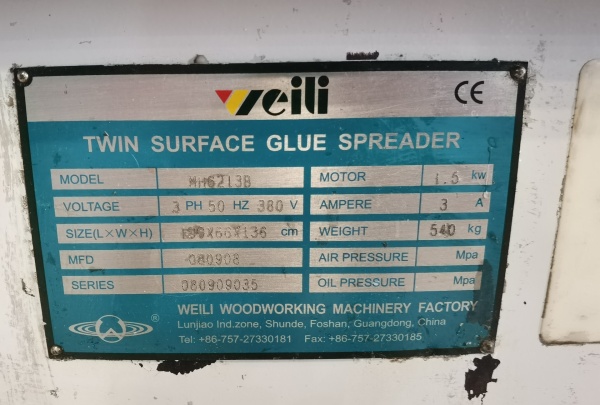 weili
CE
TWIN SURFACE GLUE SPREADER
MODEL MH6213B MOTOR 1.5 kw
VOLTAGE 3 PH 50 HZ 380 V AMPERE 3 A
SIZE(L×W×H) X66X136 cm WEIGHT 540 kg
MFD 080908 AIR PRESSURE Mpa
SERIES 080909035 OIL PRESSURE Mpa
WEILI WOODWORKING MACHINERY FACTORY
®
Lunjiao Ind.zone, Shunde, Foshan, Guangdong, China
Tel: +86-757-27330181 Fax: +86-757-27330185